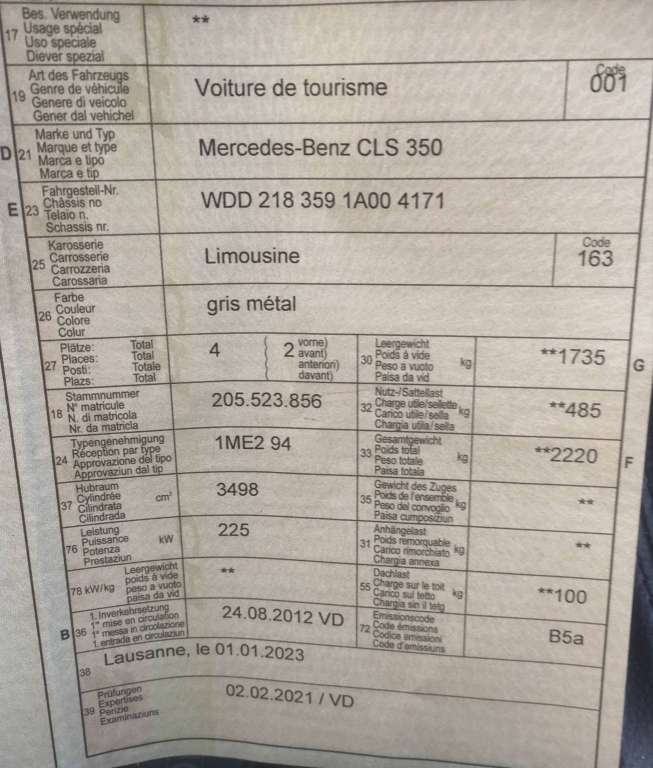 Bes. Verwendung
17 Usage spécial **
Uso speciale
Diever spezial
Art des Fahrzeugs
19 Genre de véhicule Voiture de tourisme Code 001
Genere di veicolo
Gener dal vehichel
Marke und Typ
D 21 Marque et type Mercedes-Benz CLS 350
Marca e tipo
Marca e tip
Fahrgestell-Nr.
E 23 Châssis no WDD 218 359 1A00 4171
Telaio n.
Schassis nr.
Karosserie
25 Carrosserie Limousine Code 163
Carrozzeria
Carossaria
Farbe
26 Couleur gris métal
Colore
Colur
Plätze: Total vorne) Leergewicht
27 Places: Total 4 2 avant) 30 Poids à vide kg **1735 G
Posti: Totale anteriori) Peso a vuoto
Plazs: Total davant) Paisa da vid
Stammnummer Nutz-/Sattellast
18 N° matricule 205.523.856 32 Charge utile/sellette kg **485
N. di matricola Carico utile/sella
Nr. da matricla Chargia utila/sella
Typengenehmigung Gesamtgewicht
24 Réception par type 1ME2 94 33 Poids total kg **2220 F
Approvazione del tipo Peso totale
Approvaziun dal tip Paisa totala
Hubraum Gewicht des Zuges
37 Cylindrée cm³ 3498 35 Poids de l'ensemble kg **
Cilindrata Peso del convoglio
Cilindrada Paisa cumposiziun
Leistung Anhängelast
76 Puissance kW 225 31 Poids remorquable kg **
Potenza Carico rimorchiato
Prestaziun Chargia annexa
Leergewicht Dachlast
78 kW/kg poids à vide ** 55 Charge sur le toit kg **100
peso a vuoto Carico sul tetto
paisa da vid Chargia sin il tetg
1. Inverkehrsetzung Emissionscode
B 36 1re mise en circulation 24.08.2012 VD 72 Code émissions B5a
1a messa in circolazione Codice emissioni
1. entrada en circulaziun Code d'emissiuns
38 Lausanne, le 01.01.2023
Prüfungen
39 Expertises 02.02.2021 / VD
Perizie
Examinaziuns